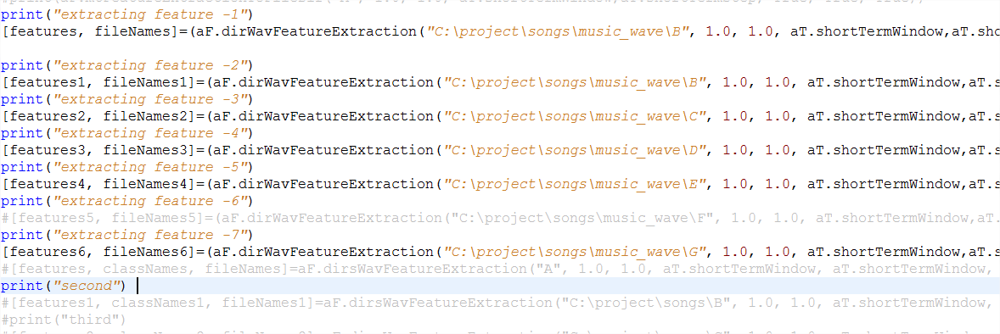 print("extracting feature -1")
[features, fileNames]=(aF.dirWavFeatureExtraction("C:\project\songs\music_wave\B", 1.0, 1.0, aT.shortTermWindow,aT.sho
print("extracting feature -2")
[features1, fileNames1]=(aF.dirWavFeatureExtraction("C:\project\songs\music_wave\B", 1.0, 1.0, aT.shortTermWindow,aT.s
print("extracting feature -3")
[features2, fileNames2]=(aF.dirWavFeatureExtraction("C:\project\songs\music_wave\C", 1.0, 1.0, aT.shortTermWindow,aT.s
print("extracting feature -4")
[features3, fileNames3]=(aF.dirWavFeatureExtraction("C:\project\songs\music_wave\D", 1.0, 1.0, aT.shortTermWindow,aT.s
print("extracting feature -5")
[features4, fileNames4]=(aF.dirWavFeatureExtraction("C:\project\songs\music_wave\E", 1.0, 1.0, aT.shortTermWindow,aT.s
print("extracting feature -6")
#[features5, fileNames5]=(aF.dirWavFeatureExtraction("C:\project\songs\music_wave\F", 1.0, 1.0, aT.shortTermWindow,aT.
print("extracting feature -7")
[features6, fileNames6]=(aF.dirWavFeatureExtraction("C:\project\songs\music_wave\G", 1.0, 1.0, aT.shortTermWindow,aT.s
#[features, classNames, fileNames]=aF.dirsWavFeatureExtraction("A", 1.0, 1.0, aT.shortTermWindow, aT.shortTermWindow,
print("second")
#[features1, classNames1, fileNames1]=aF.dirsWavFeatureExtraction("C:\project\songs\B", 1.0, 1.0, aT.shortTermWindow,
#print("third")